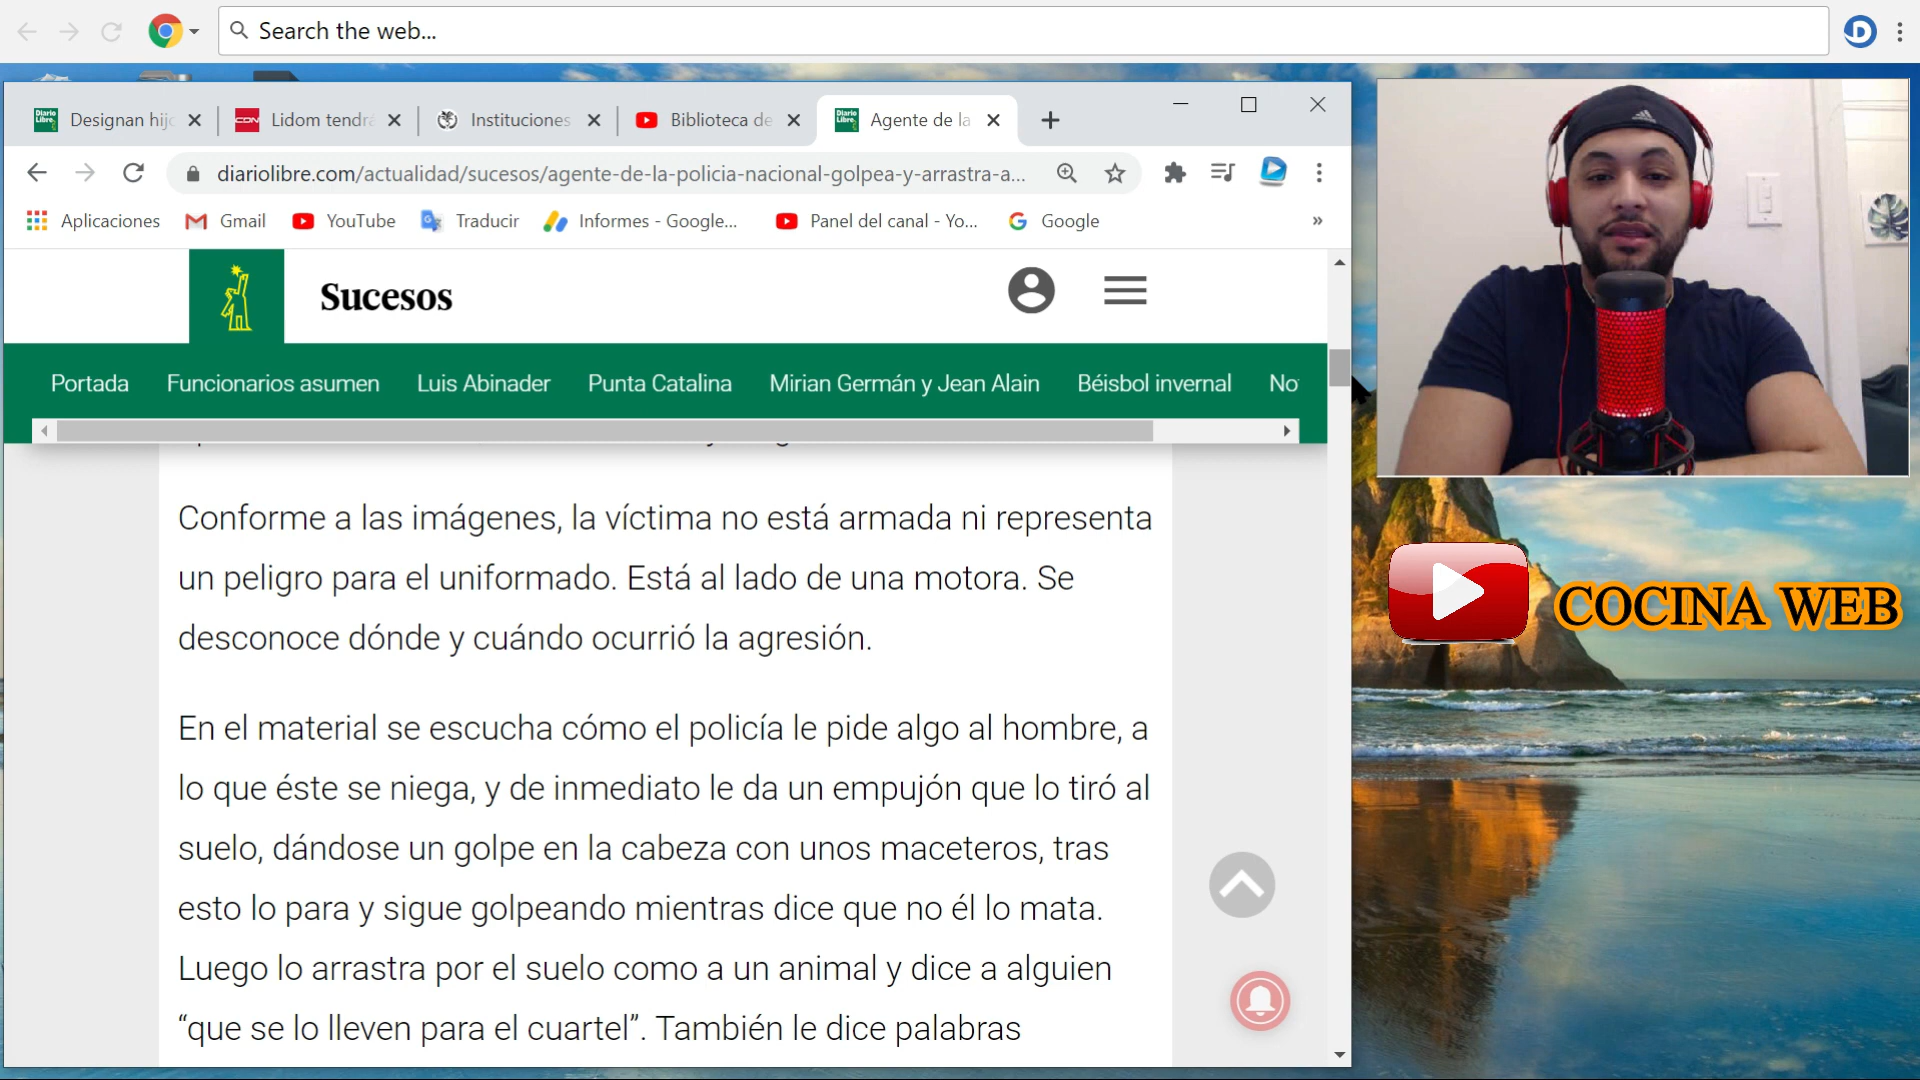 Search the web...
Designan hijo
Lidom tendrá
Instituciones
Biblioteca de
Agente de la
diariolibre.com/actualidad/sucesos/agente-de-la-policia-nacional-golpea-y-arrastra-a...
Aplicaciones
Gmail
YouTube
Traducir
Informes - Google...
Panel del canal - Yo...
Google
»
Sucesos
Portada
Funcionarios asumen
Luis Abinader
Punta Catalina
Mirian Germán y Jean Alain
Béisbol invernal
No
Conforme a las imágenes, la víctima no está armada ni representa
un peligro para el uniformado. Está al lado de una motora. Se
desconoce dónde y cuándo ocurrió la agresión.
En el material se escucha cómo el policía le pide algo al hombre, a
lo que éste se niega, y de inmediato le da un empujón que lo tiró al
suelo, dándose un golpe en la cabeza con unos maceteros, tras
esto lo para y sigue golpeando mientras dice que no él lo mata.
Luego lo arrastra por el suelo como a un animal y dice a alguien
“que se lo lleven para el cuartel”. También le dice palabras
COCINA WEB